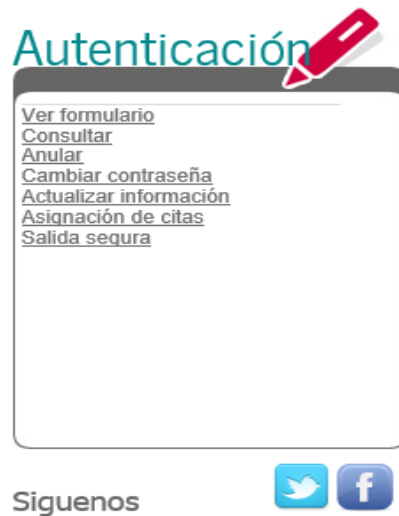 Autenticación
Ver formulario
Consultar
Anular
Cambiar contraseña
Actualizar información
Asignación de citas
Salida segura
Siguenos
f